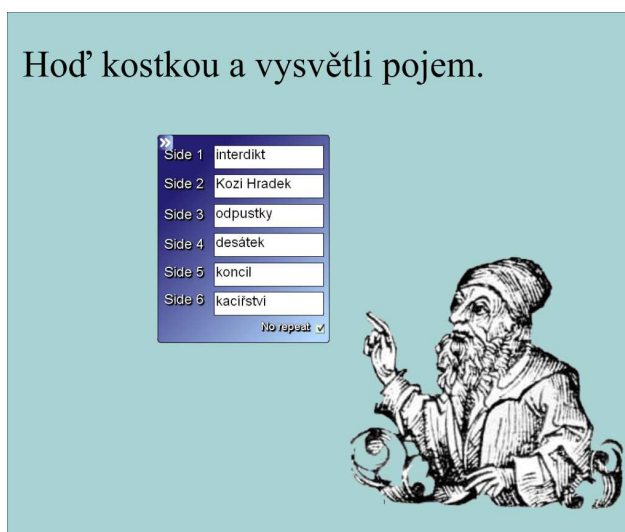 Hoď kostkou a vysvětli pojem.
Side 1 interdikt
Side 2 Kozi Hradek
Side 3 odpustky
Side 4 desátek
Side 5 koncil
Side 6 kacířstvi
No repeat